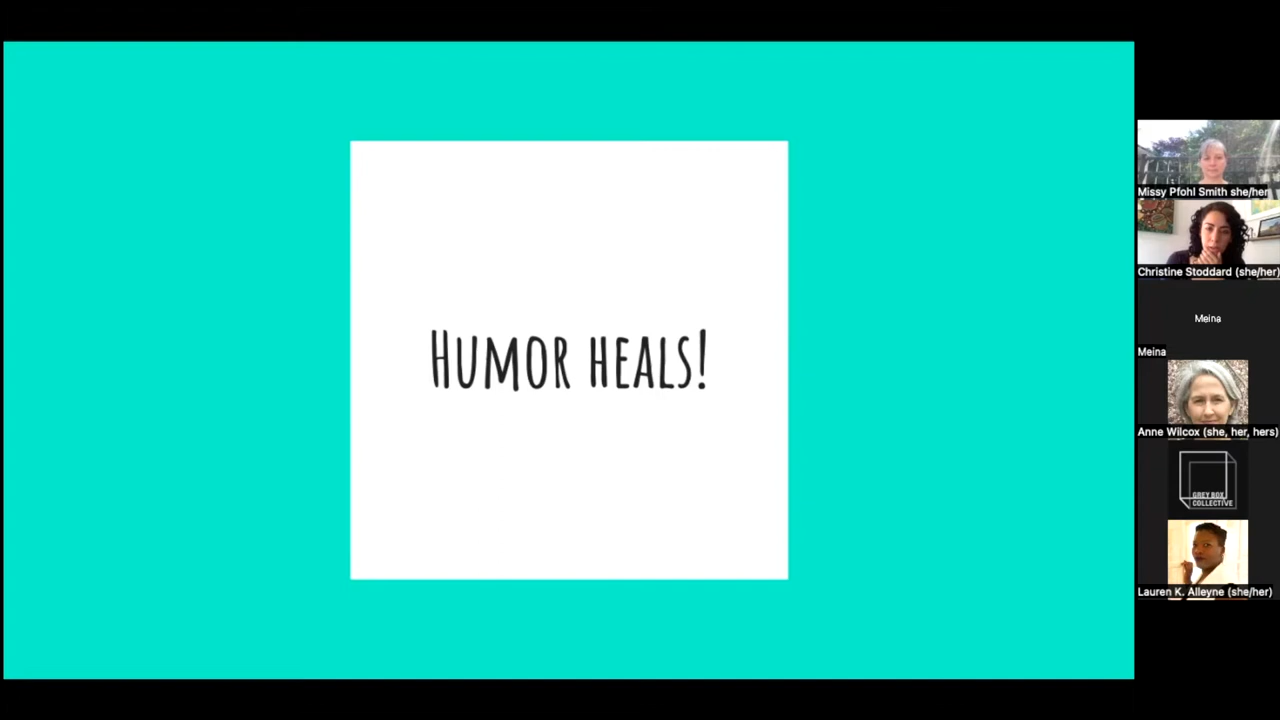 Humor heals!
Missy Pfohl Smith she/her
Christine Stoddard (she/her)
Meina
Meina
Anne Wilcox (she, her, hers)
GREY BOX
COLLECTIVE
Lauren K. Alleyne (she/her)